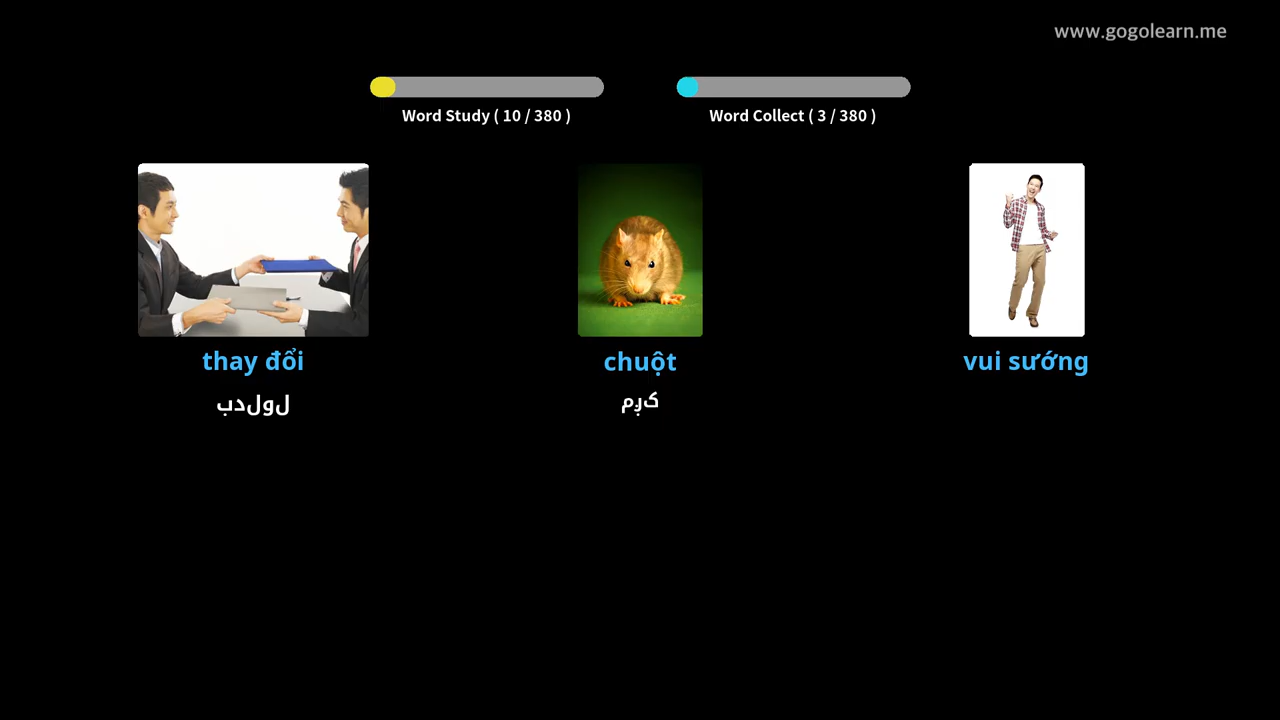 www.gogolearn.me
Word Study ( 10 / 380 )
Word Collect ( 3 / 380 )
thay đổi
chuột
vui sướng
لولدب
کږم